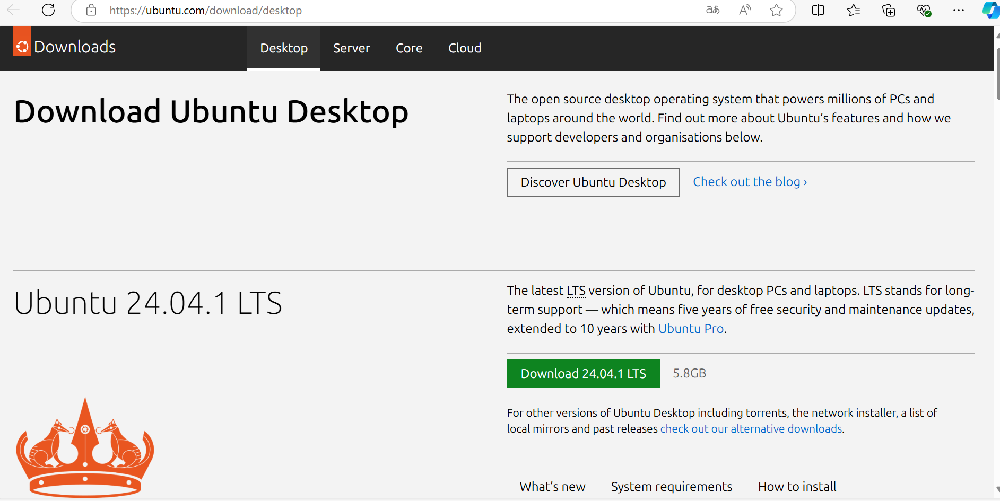 https://ubuntu.com/download/desktop
Downloads
Desktop
Server
Core
Cloud
Download Ubuntu Desktop
The open source desktop operating system that powers millions of PCs and
laptops around the world. Find out more about Ubuntu’s features and how we
support developers and organisations below.
Discover Ubuntu Desktop
Check out the blog ›
Ubuntu 24.04.1 LTS
The latest LTS version of Ubuntu, for desktop PCs and laptops. LTS stands for long-
term support — which means five years of free security and maintenance updates,
extended to 10 years with Ubuntu Pro.
Download 24.04.1 LTS
5.8GB
For other versions of Ubuntu Desktop including torrents, the network installer, a list of
local mirrors and past releases check out our alternative downloads.
What’s new
System requirements
How to install